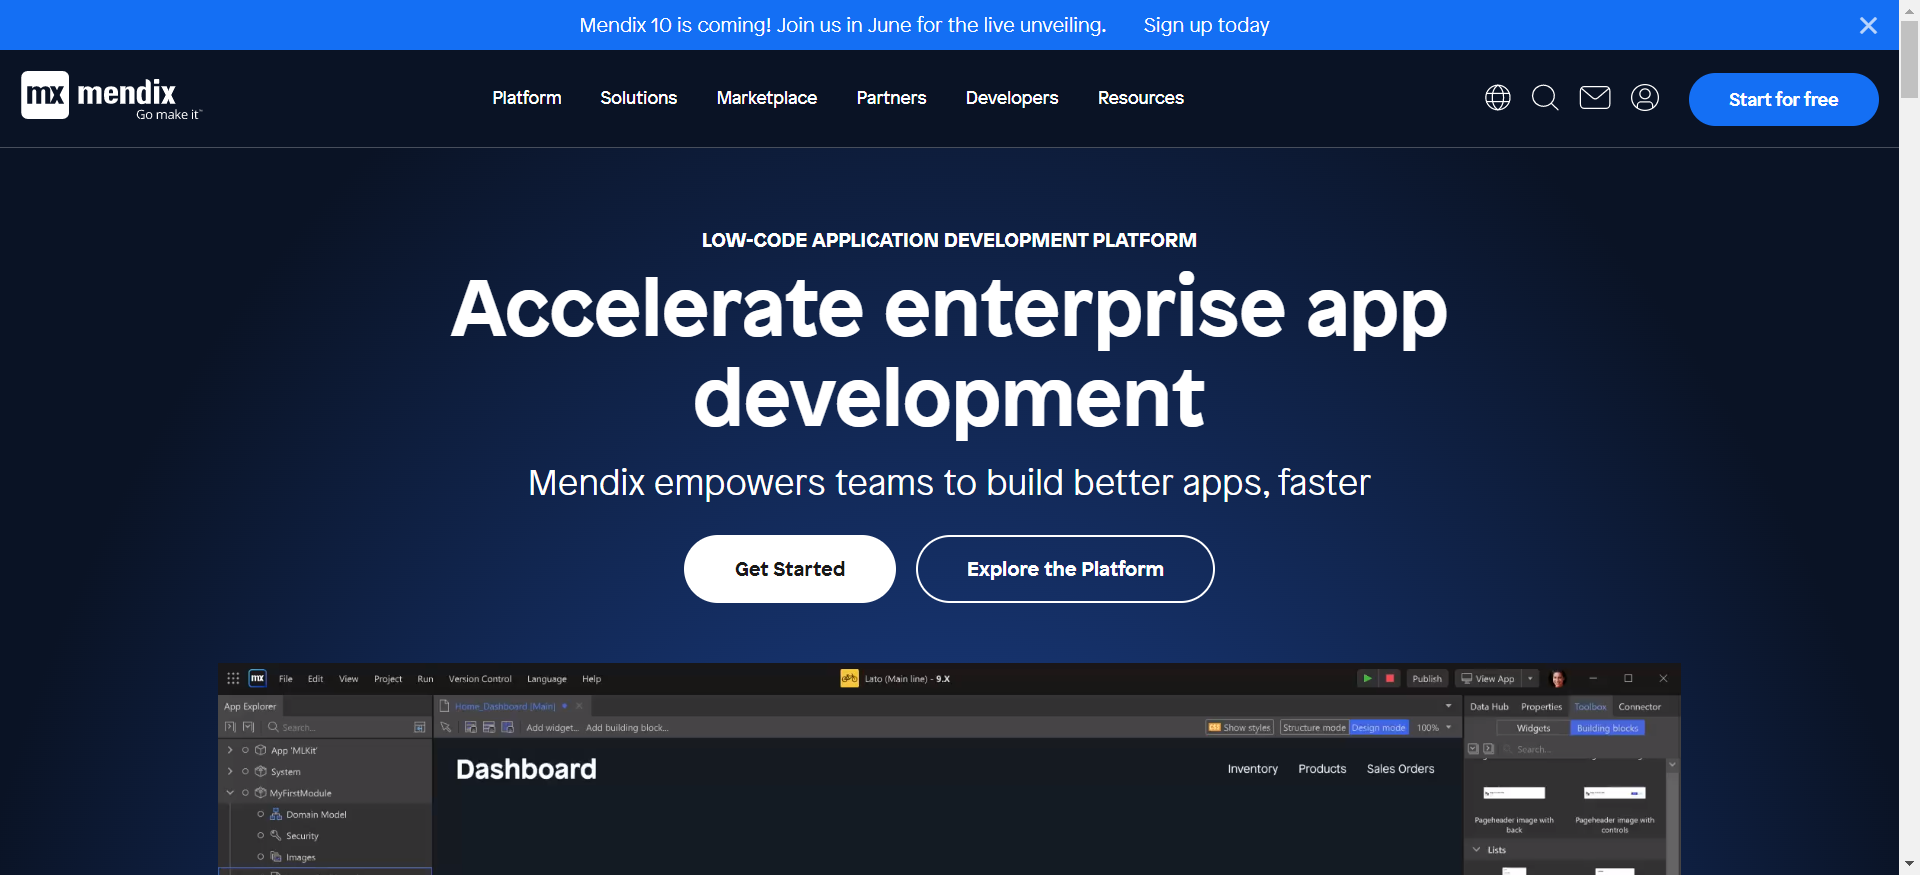 Mendix 10 is coming! Join us in June for the live unveiling. Sign up today
mx mendix
Go make it™
Platform Solutions Marketplace Partners Developers Resources
Start for free
LOW-CODE APPLICATION DEVELOPMENT PLATFORM
Accelerate enterprise app
development
Mendix empowers teams to build better apps, faster
Get Started Explore the Platform
mx File Edit View Project Run Version Control Language Help Lato (Main line) - 9.X Publish View App
App Explorer Home_Dashboard [Main] Data Hub Properties Toolbox Connector
Search... Add widget... Add building block... Show styles Structure mode Design mode 100% Widgets Building blocks
Search...
App 'MLKit'
System
MyFirstModule
Domain Model
Security
Images
Dashboard Inventory Products Sales Orders
Pageheader image with
back
Pageheader image with
controls
Lists